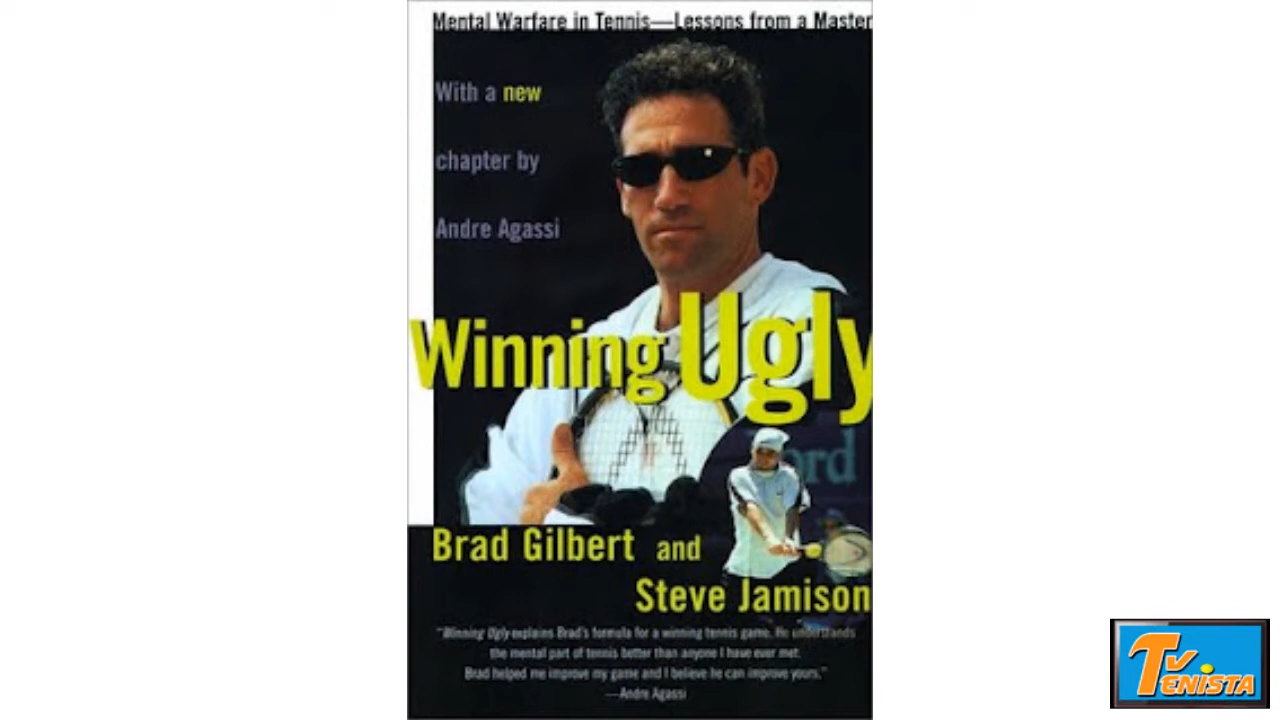 Mental Warfare in Tennis—Lessons from a Master
With a new
chapter by
Andre Agassi
Winning Ugly
ord
Brad Gilbert and
Steve Jamison
"Winning Ugly explains Brad's formula for a winning tennis game. He understands
the mental part of tennis better than anyone I have ever met.
Brad helped me improve my game and I believe he can improve yours."
—Andre Agassi
TV
TENISTA